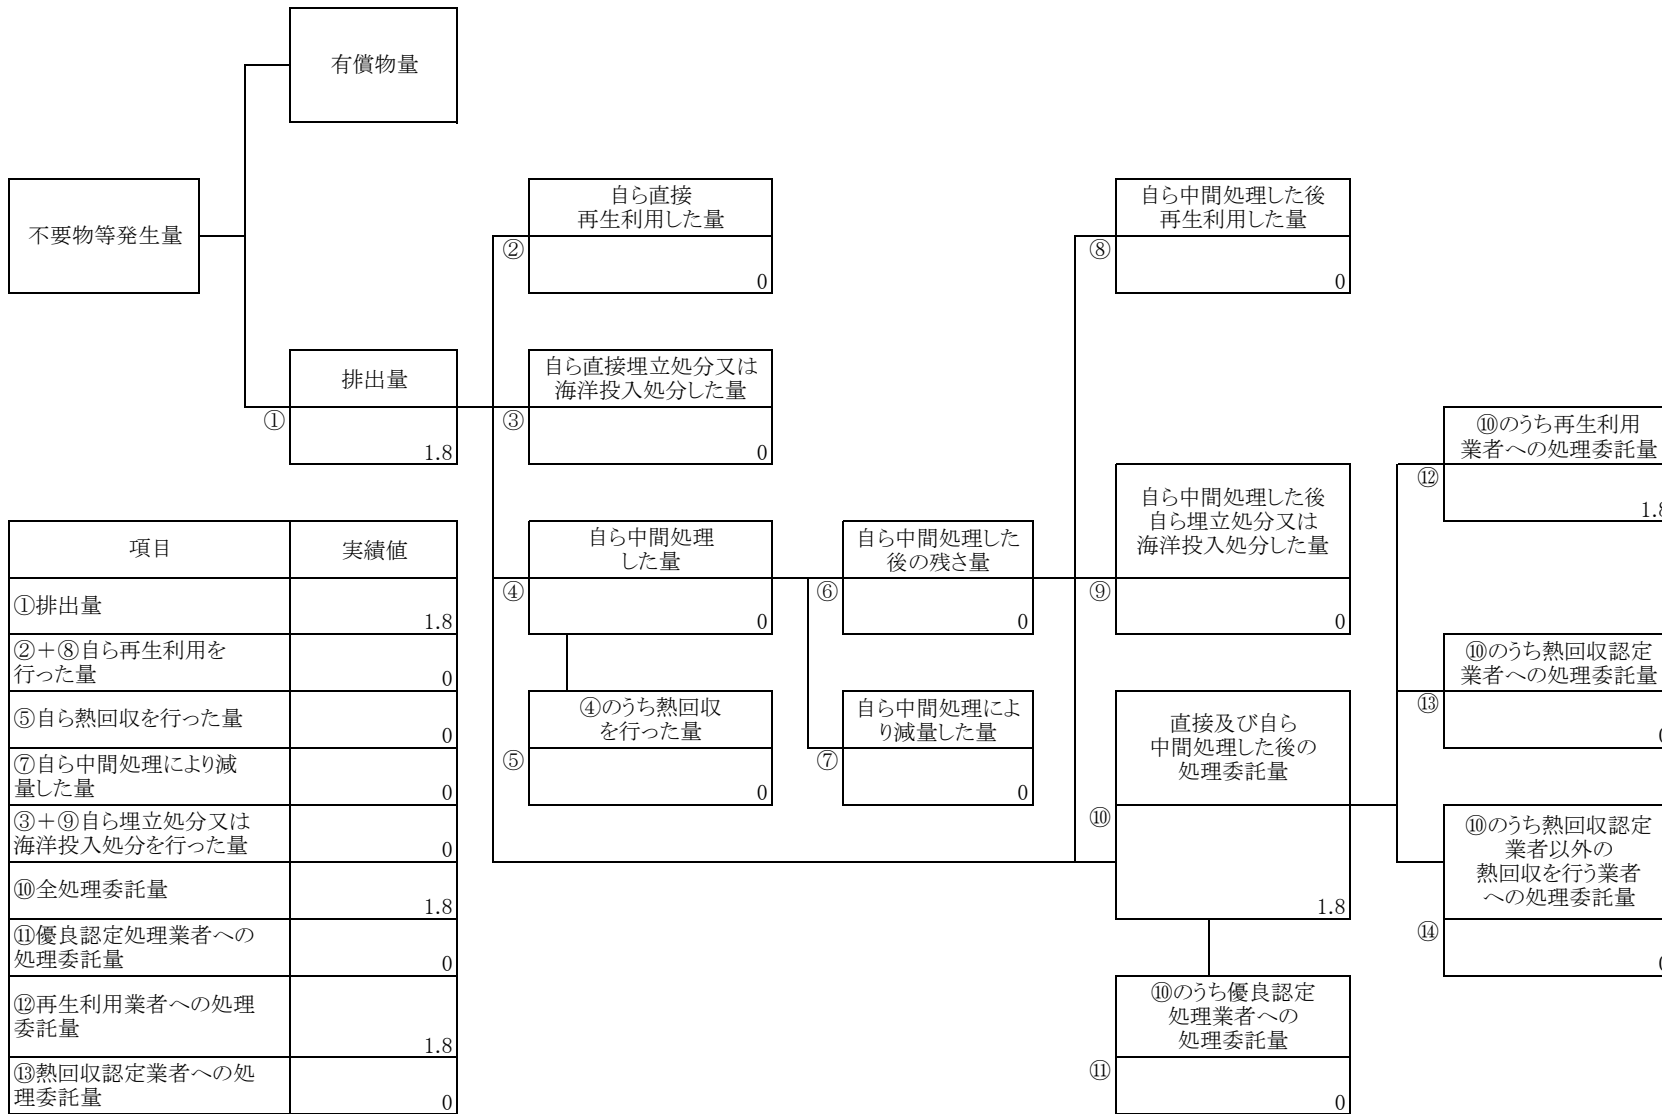 有償物量
不要物等発生量
自ら直接
再生利用した量
②
0
自ら中間処理した後
再生利用した量
⑧
0
排出量
①
1.8
自ら直接埋立処分又は
海洋投入処分した量
③
0
⑩のうち再生利用
業者への処理委託量
⑫
1.8
自ら中間処理した後
自ら埋立処分又は
海洋投入処分した量
⑨
0
自ら中間処理
した量
④
0
自ら中間処理した
後の残さ量
⑥
0
④のうち熱回収
を行った量
⑤
0
自ら中間処理によ
り減量した量
⑦
0
直接及び自ら
中間処理した後の
処理委託量
⑩
1.8
⑩のうち熱回収認定
業者への処理委託量
⑬
0
⑩のうち熱回収認定
業者以外の
熱回収を行う業者
への処理委託量
⑭
0
⑩のうち優良認定
処理業者への
処理委託量
⑪
0
項目 実績値
①排出量 1.8
②＋⑧自ら再生利用を
行った量 0
⑤自ら熱回収を行った量 0
⑦自ら中間処理により減
量した量 0
③＋⑨自ら埋立処分又は
海洋投入処分を行った量 0
⑩全処理委託量 1.8
⑪優良認定処理業者への
処理委託量 0
⑫再生利用業者への処理
委託量 1.8
⑬熱回収認定業者への処
理委託量 0